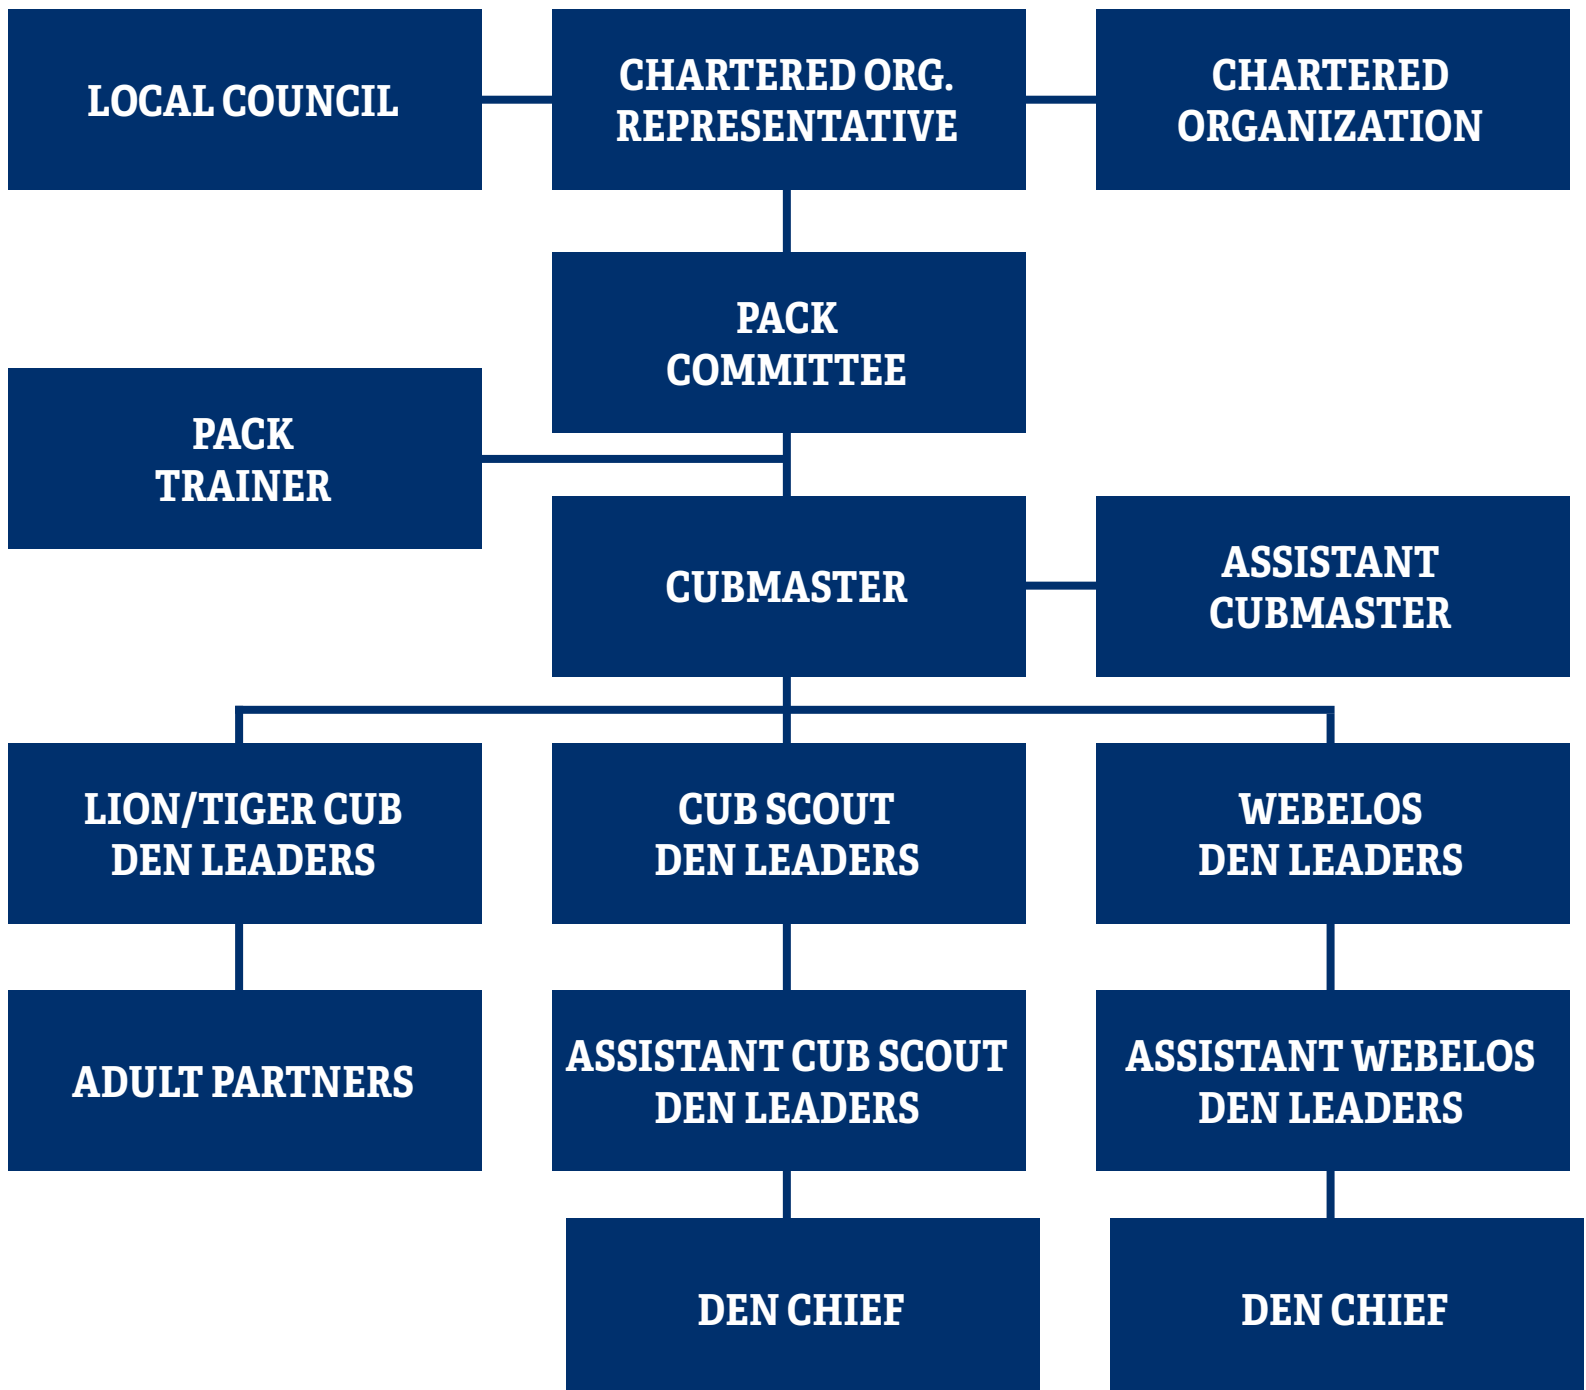 LOCAL COUNCIL
CHARTERED ORG.
REPRESENTATIVE
CHARTERED
ORGANIZATION
PACK
COMMITTEE
PACK
TRAINER
CUBMASTER
ASSISTANT
CUBMASTER
LION/TIGER CUB
DEN LEADERS
CUB SCOUT
DEN LEADERS
WEBELOS
DEN LEADERS
ADULT PARTNERS
ASSISTANT CUB SCOUT
DEN LEADERS
ASSISTANT WEBELOS
DEN LEADERS
DEN CHIEF
DEN CHIEF